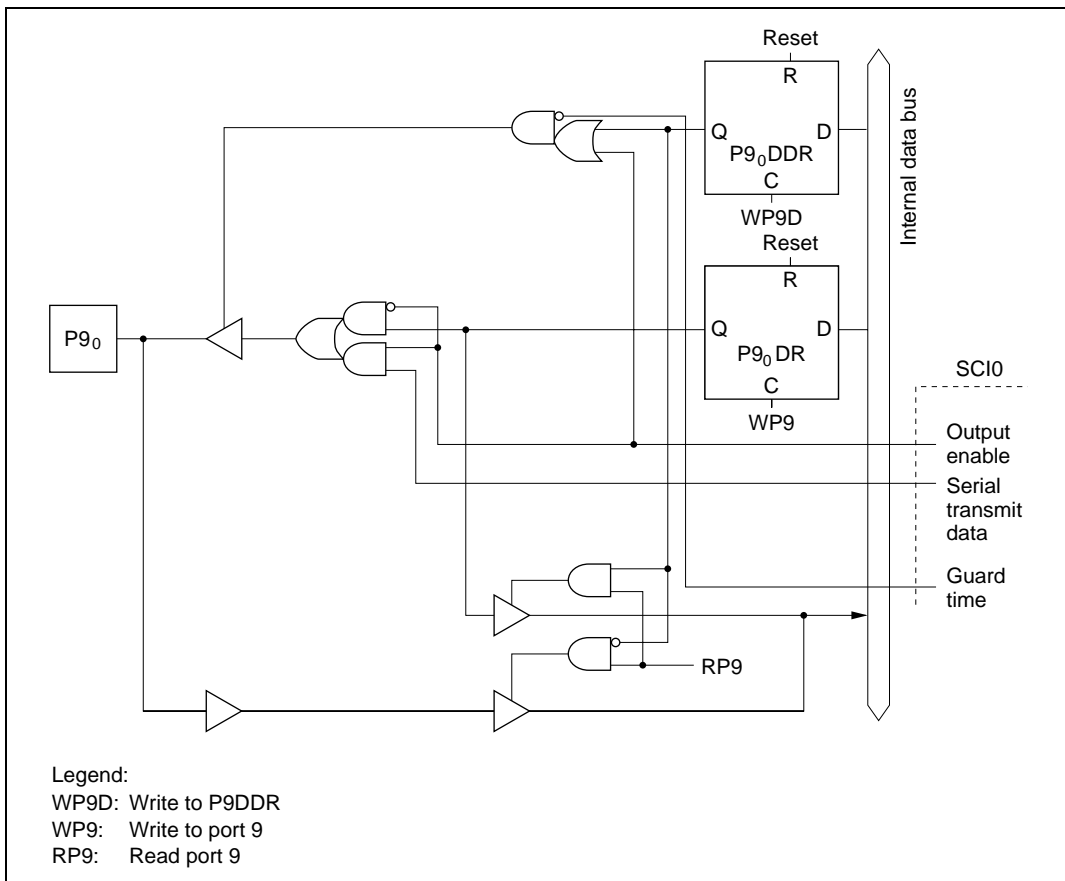 Reset
R
Q
D
P9₀DDR
C
WP9D
Reset
R
Q
D
P9₀DR
C
WP9
Internal data bus
P9₀
SCI0
Output
enable
Serial
transmit
data
Guard
time
RP9
Legend:
WP9D: Write to P9DDR
WP9: Write to port 9
RP9: Read port 9